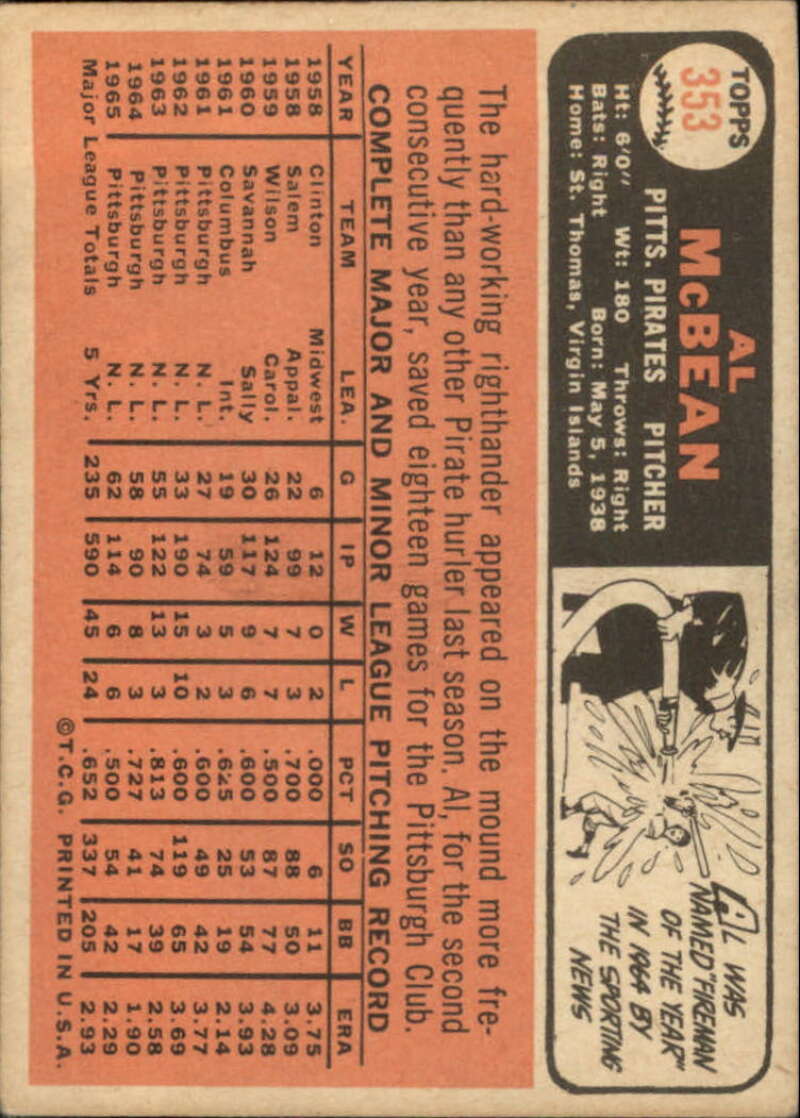 TOPPS
353
AL
McBEAN
PITTS. PIRATES PITCHER
Ht: 6'0" Wt: 180 Throws: Right
Bats: Right Born: May 5, 1938
Home: St. Thomas, Virgin Islands
AL WAS
NAMED "FIREMAN
OF THE YEAR"
IN 1964 BY
THE SPORTING
NEWS
The hard-working righthander appeared on the mound more fre-
quently than any other Pirate hurler last season. Al, for the second
consecutive year, saved eighteen games for the Pittsburgh Club.
COMPLETE MAJOR AND MINOR LEAGUE PITCHING RECORD
YEAR TEAM LEA. G IP W L PCT SO BB ERA
1958 Clinton Midwest 6 12 0 2 .000 6 11 3.75
1958 Salem Appal. 22 99 7 3 .700 88 50 3.09
1959 Wilson Carol. 26 124 7 7 .500 87 77 4.28
1960 Savannah Sally 30 117 9 6 .600 53 54 3.93
1961 Columbus Int. 19 59 5 3 .625 25 19 2.14
1961 Pittsburgh N. L. 27 74 3 2 .600 49 42 3.77
1962 Pittsburgh N. L. 33 190 15 10 .600 119 65 3.69
1963 Pittsburgh N. L. 55 122 13 3 .813 74 39 2.58
1964 Pittsburgh N. L. 58 90 8 3 .727 41 17 1.90
1965 Pittsburgh N. L. 62 114 6 6 .500 54 42 2.29
Major League Totals 5 Yrs. 235 590 45 24 .652 337 205 2.93
©T.C.G. PRINTED IN U.S.A.